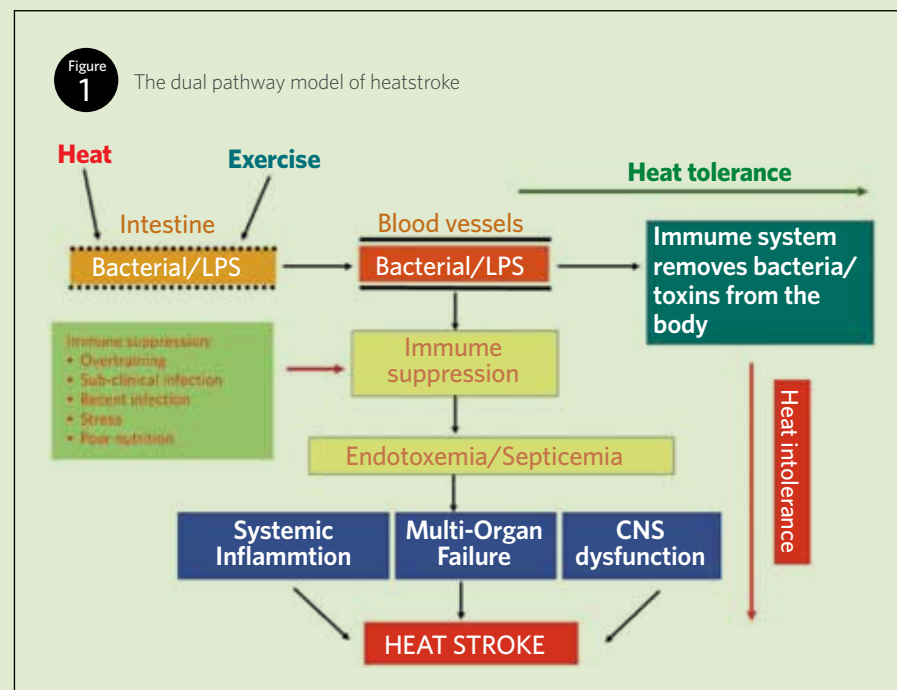 Figure
1
The dual pathway model of heatstroke
Heat
Exercise
Heat tolerance
Intestine
Blood vessels
Bacterial/LPS
Bacterial/LPS
Immume system
removes bacteria/
toxins from the
body
Immune suppression:
• Overtraining
• Sub-clinical infection
• Recent infection
• Stress
• Poor nutrition
Immume
suppression
Heat intolerance
Endotoxemia/Septicemia
Systemic
Inflammtion
Multi-Organ
Failure
CNS
dysfunction
HEAT STROKE